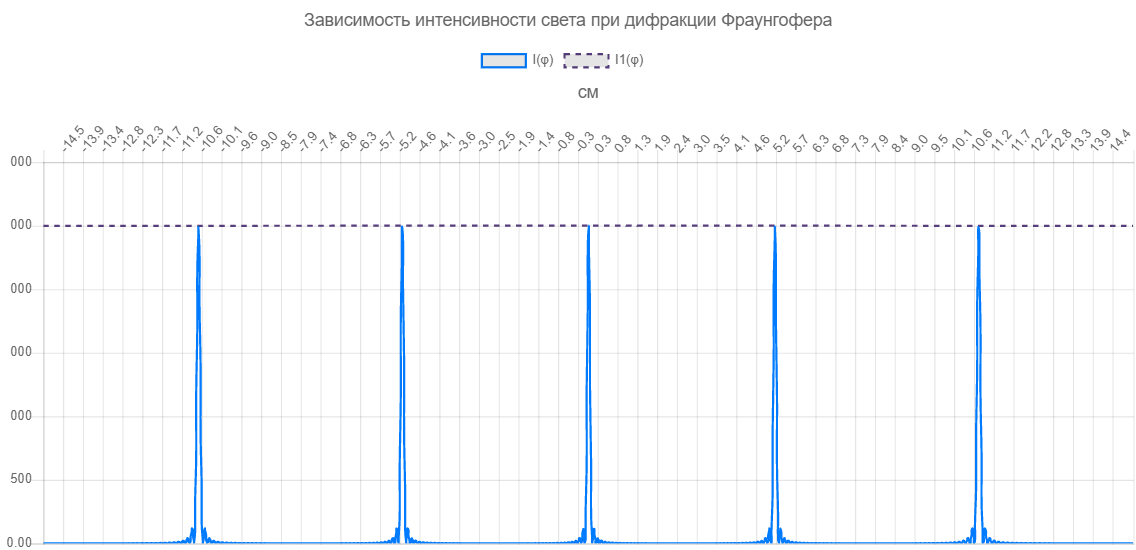 Зависимость интенсивности света при дифракции Фраунгофера
I(φ) I1(φ)
см
-14.5 -13.9 -13.4 -12.8 -12.3 -11.7 -11.2 -10.6 -10.1 -9.6 -9.0 -8.5 -7.9 -7.4 -6.8 -6.3 -5.7 -5.2 -4.6 -4.1 -3.6 -3.0 -2.5 -1.9 -1.4 -0.8 -0.3 0.3 0.8 1.3 1.9 2.4 3.0 3.5 4.1 4.6 5.2 5.7 6.3 6.8 7.3 7.9 8.4 9.0 9.5 10.1 10.6 11.2 11.7 12.2 12.8 13.3 13.9 14.4
000
000
000
000
000
500
0.00